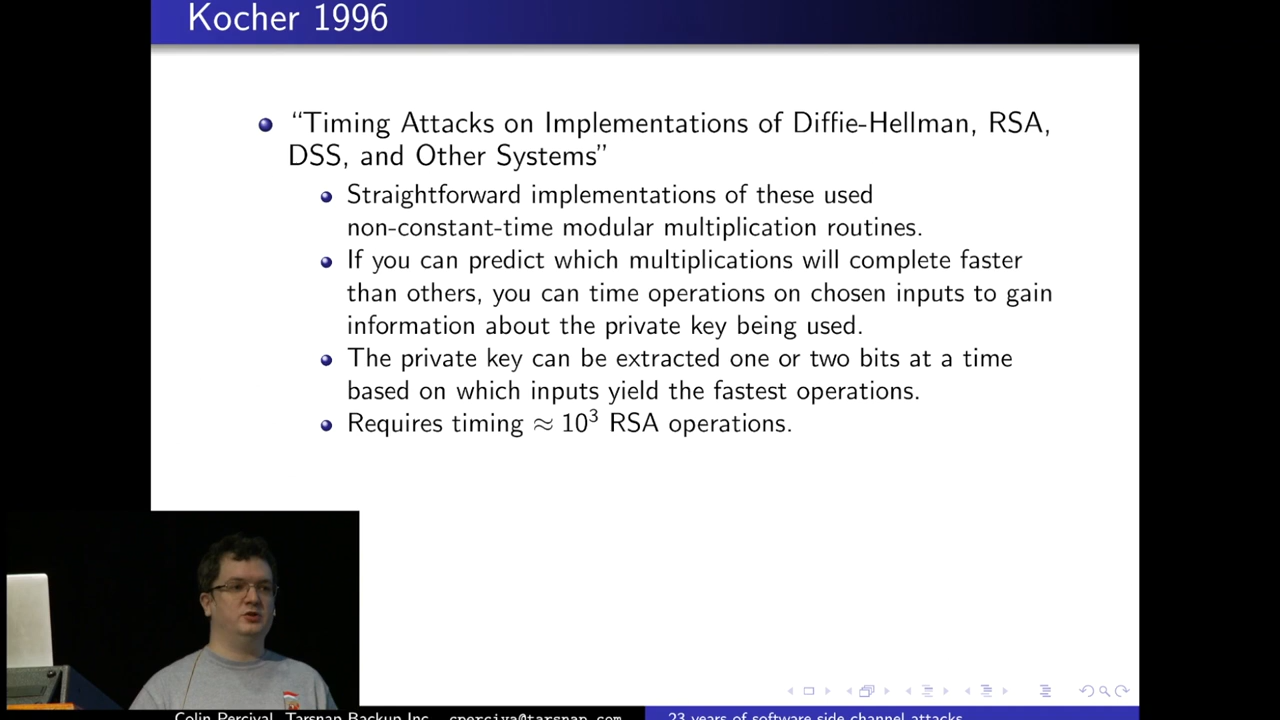 Kocher 1996
“Timing Attacks on Implementations of Diffie-Hellman, RSA,
DSS, and Other Systems”
Straightforward implementations of these used
non-constant-time modular multiplication routines.
If you can predict which multiplications will complete faster
than others, you can time operations on chosen inputs to gain
information about the private key being used.
The private key can be extracted one or two bits at a time
based on which inputs yield the fastest operations.
Requires timing ≈ 10³ RSA operations.
Colin Percival, Tarsnap Backup Inc. cperciva@tarsnap.com
23 years of software side channel attacks